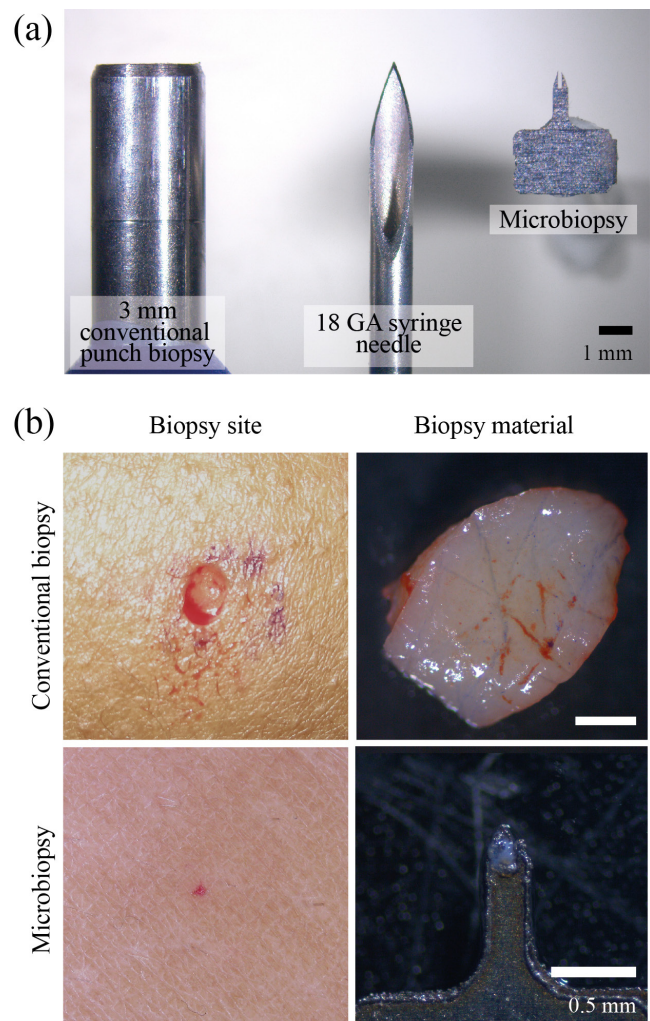 (a)
3 mm
conventional
punch biopsy
18 GA syringe
needle
Microbiopsy
1 mm
(b)
Biopsy site
Biopsy material
Conventional biopsy
Microbiopsy
0.5 mm